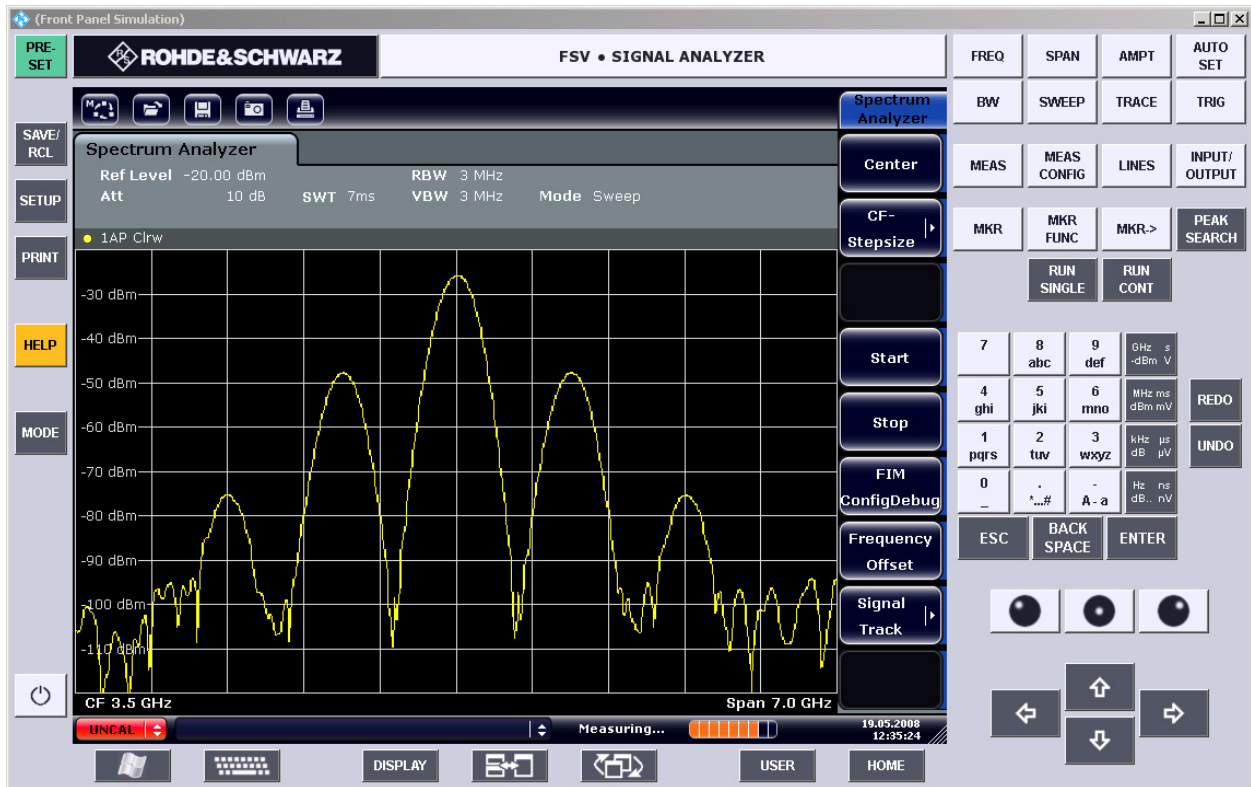 (Front Panel Simulation)
PRE-
SET
ROHDE&SCHWARZ
FSV • SIGNAL ANALYZER
FREQ
SPAN
AMPT
AUTO
SET
BW
SWEEP
TRACE
TRIG
SAVE/
RCL
SETUP
PRINT
HELP
MODE
Spectrum Analyzer
Ref Level -20.00 dBm
RBW 3 MHz
Att 10 dB SWT 7ms VBW 3 MHz Mode Sweep
1AP Clrw
-30 dBm
-40 dBm
-50 dBm
-60 dBm
-70 dBm
-80 dBm
-90 dBm
-100 dBm
-110 dBm
CF 3.5 GHz
Span 7.0 GHz
UNCAL
Measuring...
19.05.2008
12:35:24
Spectrum
Analyzer
Center
CF-
Stepsize
Start
Stop
FIM
ConfigDebug
Frequency
Offset
Signal
Track
MEAS
MEAS
CONFIG
LINES
INPUT/
OUTPUT
MKR
MKR
FUNC
MKR->
PEAK
SEARCH
RUN
SINGLE
RUN
CONT
7
8
abc
9
def
GHz s
-dBm V
4
ghi
5
jki
6
mno
MHz ms
dBm mV
REDO
1
pqrs
2
tuv
3
wxyz
kHz µs
dB µV
UNDO
0
_
.
*...#
-
A - a
Hz ns
dB.. nV
ESC
BACK
SPACE
ENTER
DISPLAY
USER
HOME